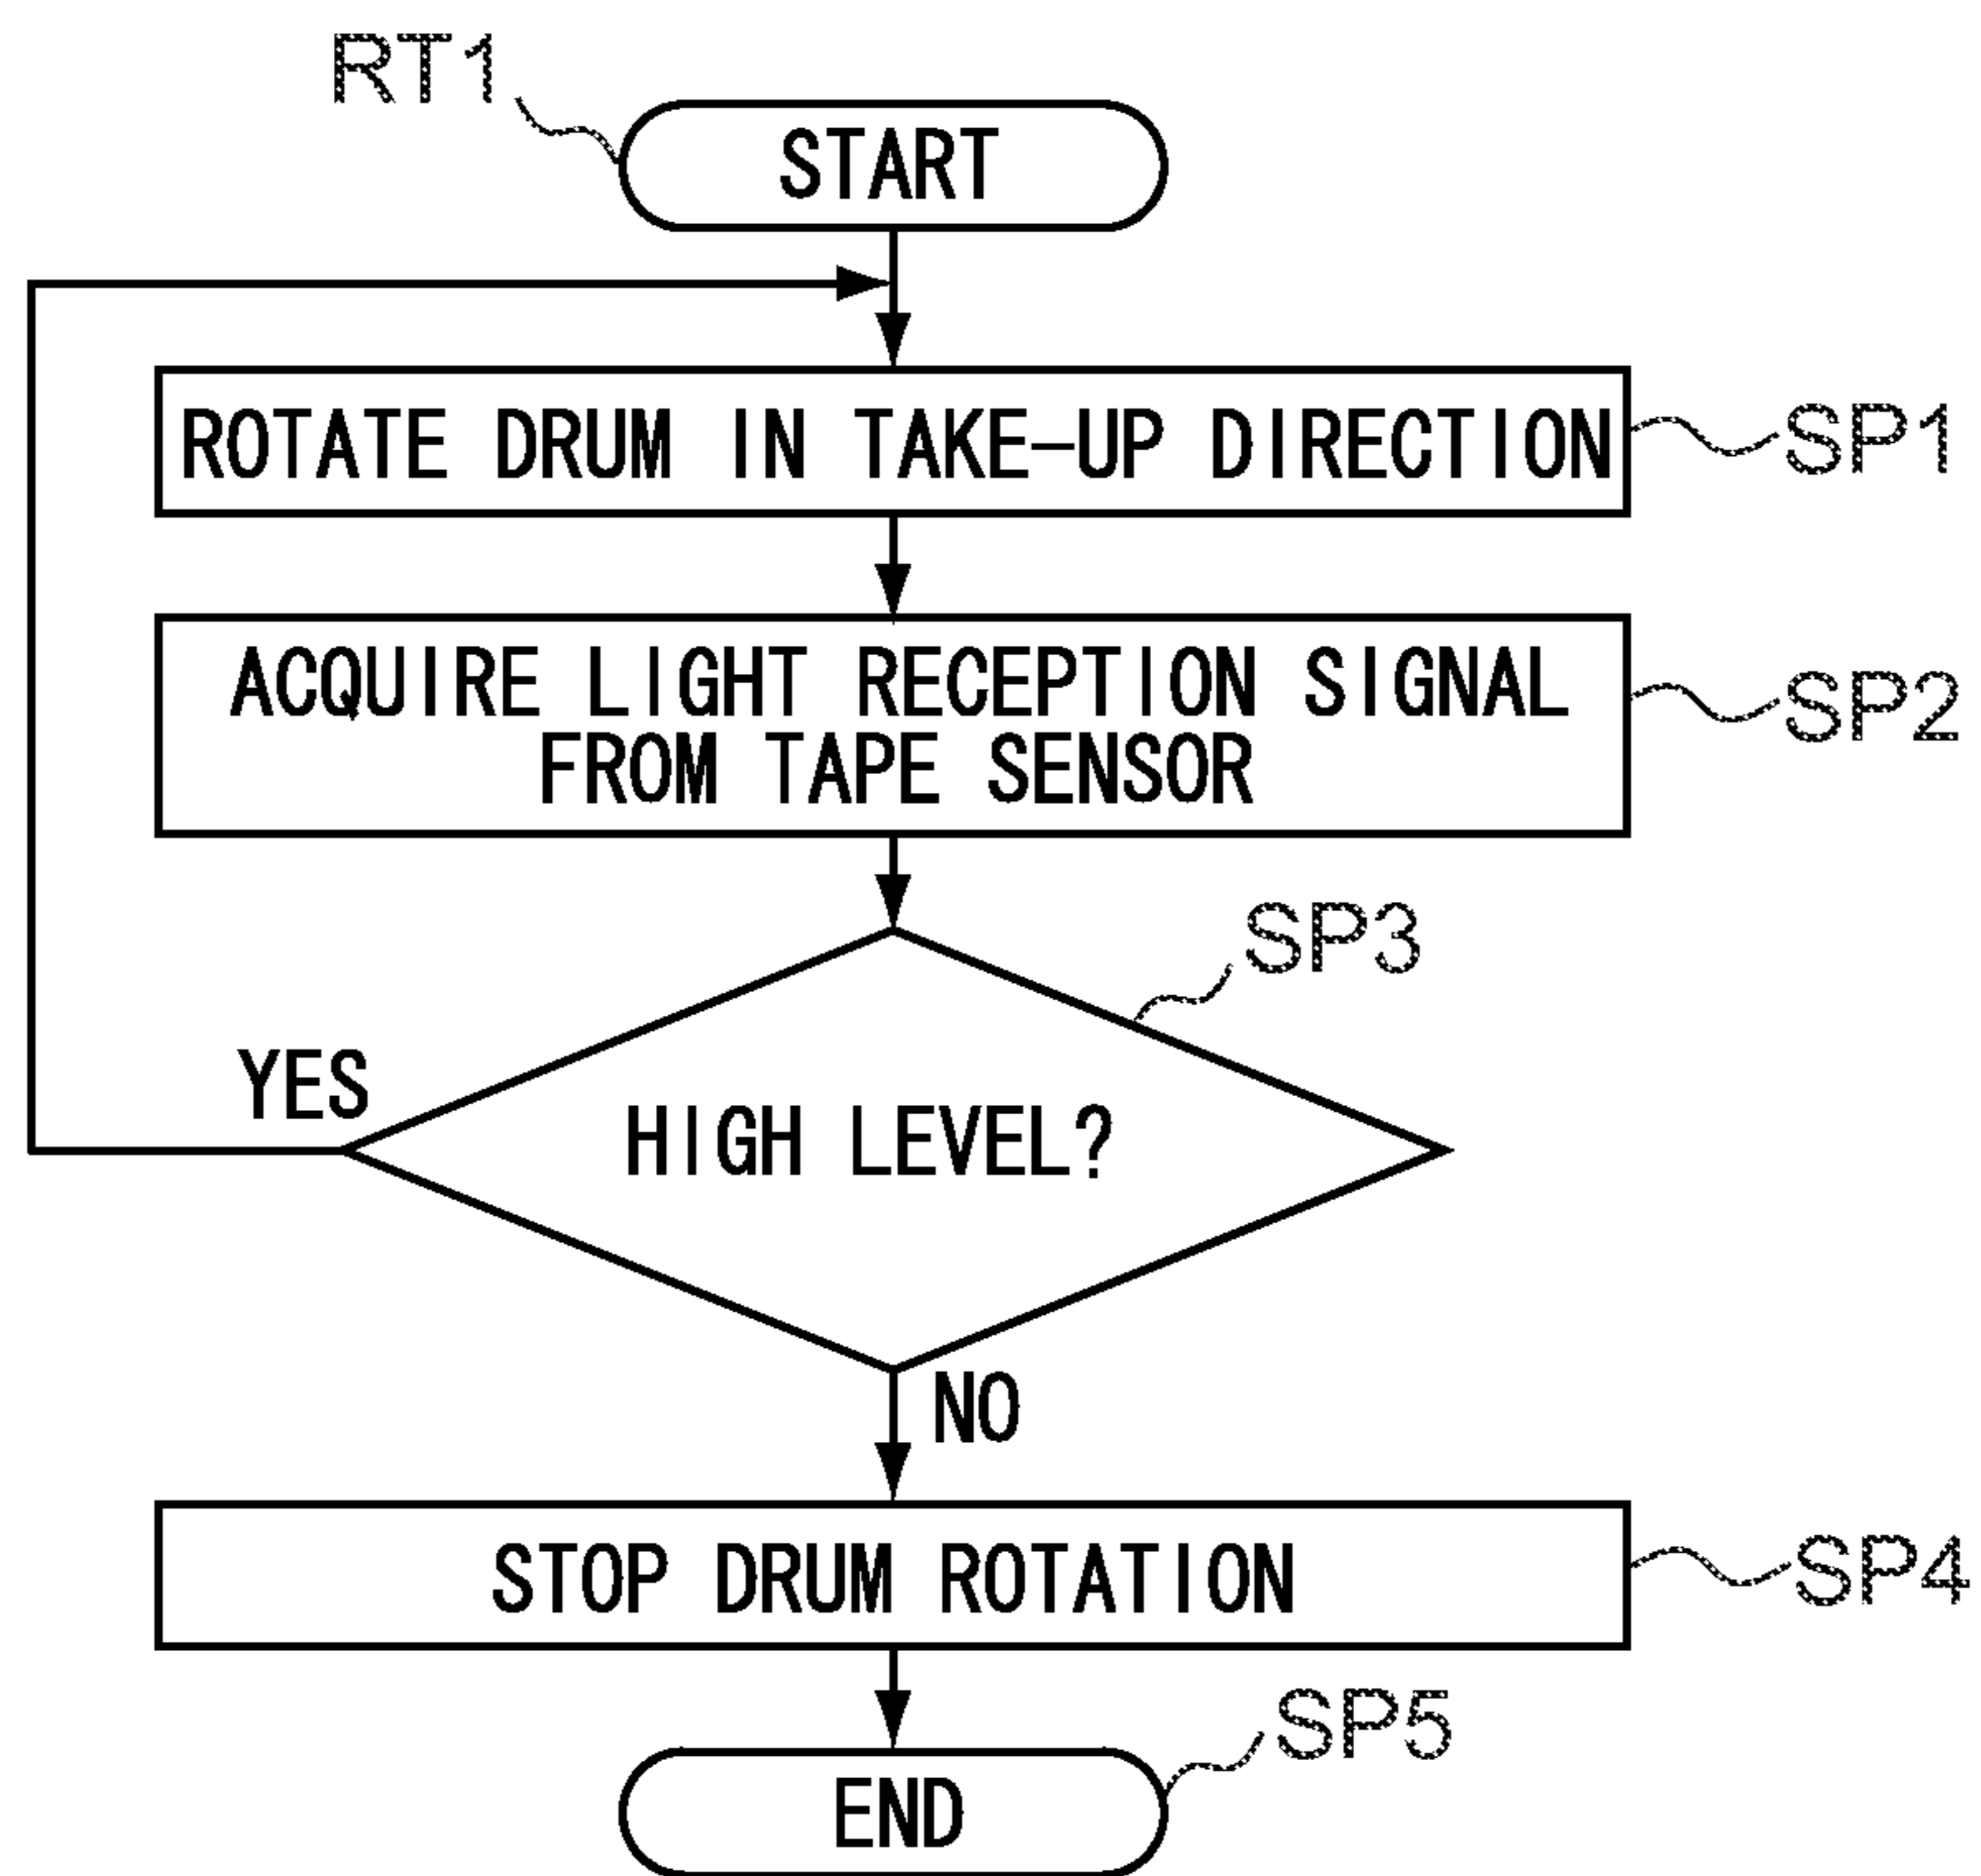 RT1
START
ROTATE DRUM IN TAKE-UP DIRECTION
SP1
ACQUIRE LIGHT RECEPTION SIGNAL
FROM TAPE SENSOR
SP2
SP3
YES
HIGH LEVEL?
NO
STOP DRUM ROTATION
SP4
SP5
END